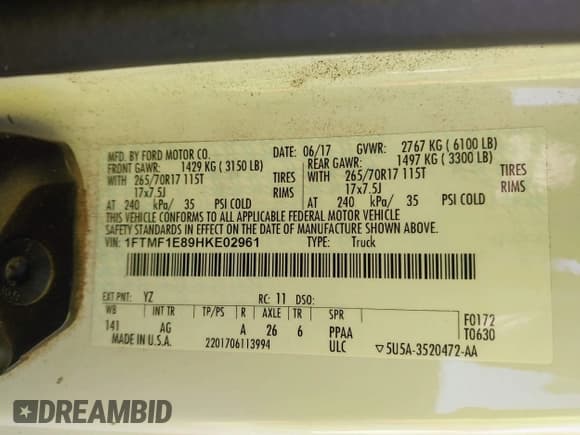 MFD. BY FORD MOTOR CO.
DATE: 06/17 GVWR: 2767 KG ( 6100 LB)
FRONT GAWR: 1429 KG ( 3150 LB) REAR GAWR: 1497 KG ( 3300 LB)
WITH 265/70R17 115T TIRES WITH 265/70R17 115T TIRES
17x7.5J RIMS 17x7.5J RIMS
AT 240 kPa/ 35 PSI COLD AT 240 kPa/ 35 PSI COLD
THIS VEHICLE CONFORMS TO ALL APPLICABLE FEDERAL MOTOR VEHICLE
SAFETY STANDARDS IN EFFECT ON THE DATE OF MANUFACTURE SHOWN ABOVE.
VIN: 1FTMF1E89HKE02961 TYPE: Truck
EXT PNT: YZ RC: 11 DSO:
WB INT TR TP/PS R AXLE TR SPR
141 AG A 26 6 PPAA F0172
MADE IN U.S.A. 2201706113994 ULC T0630
▽5U5A-3520472-AA
DREAMBID